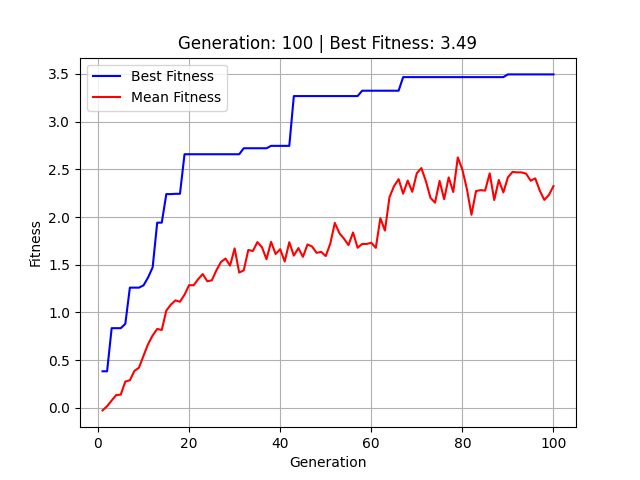 Generation: 100 | Best Fitness: 3.49
Best Fitness
Mean Fitness
3.5
3.0
2.5
2.0
1.5
1.0
0.5
0.0
Fitness
0 20 40 60 80 100
Generation